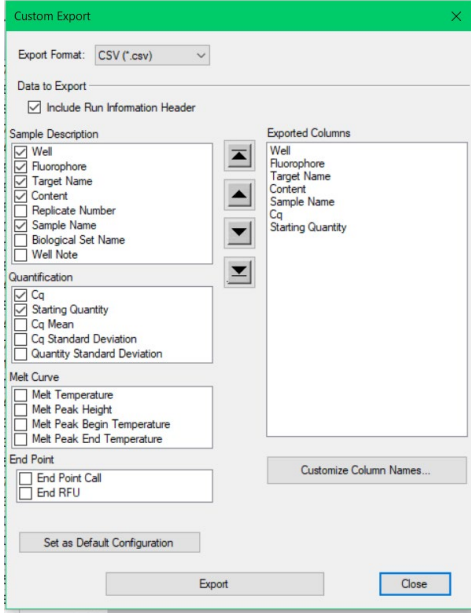 Custom Export
Export Format: CSV (*.csv)
Data to Export
Include Run Information Header
Sample Description
Well
Fluorophore
Target Name
Content
Replicate Number
Sample Name
Biological Set Name
Well Note
Quantification
Cq
Starting Quantity
Cq Mean
Cq Standard Deviation
Quantity Standard Deviation
Melt Curve
Melt Temperature
Melt Peak Height
Melt Peak Begin Temperature
Melt Peak End Temperature
End Point
End Point Call
End RFU
Exported Columns
Well
Fluorophore
Target Name
Content
Sample Name
Cq
Starting Quantity
Customize Column Names...
Set as Default Configuration
Export
Close